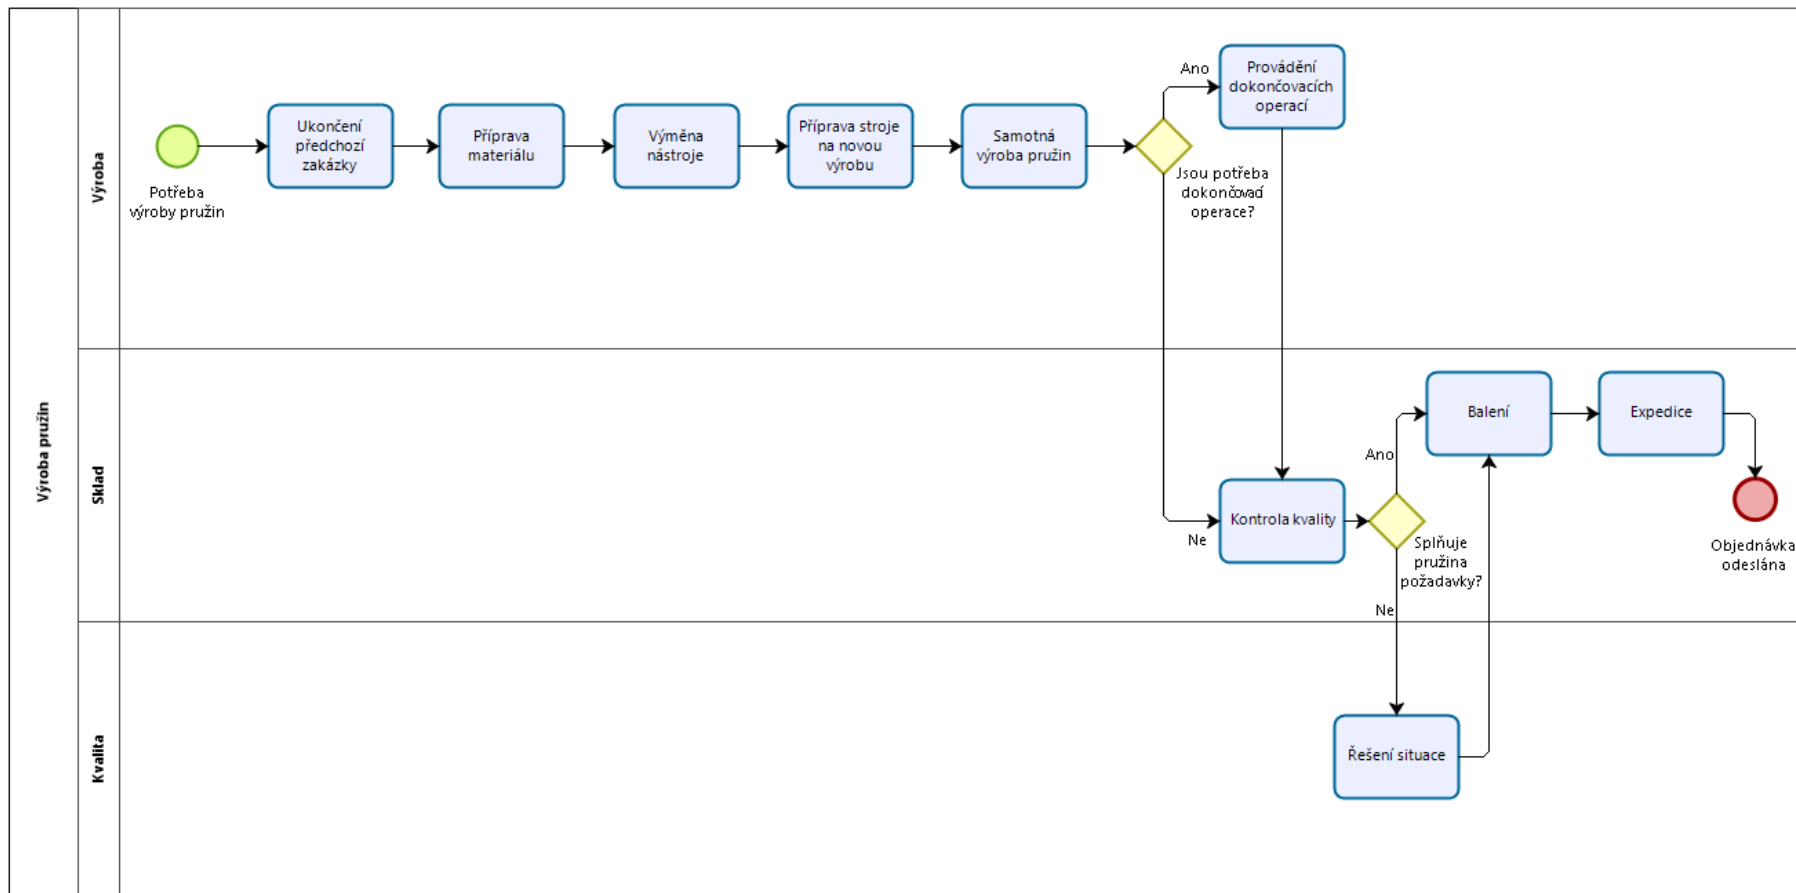 Výroba pružin
Výroba
Potřeba
výroby pružin
Ukončení
předchozí
zakázky
Příprava
materiálu
Výměna
nástroje
Příprava stroje
na novou
výrobu
Samotná
výroba pružin
Jsou potřeba
dokončovací
operace?
Ano
Provádění
dokončovacích
operací
Ne
Sklad
Kontrola kvality
Splňuje
pružina
požadavky?
Ano
Balení
Expedice
Objednávka
odeslána
Ne
Kvalita
Řešení situace